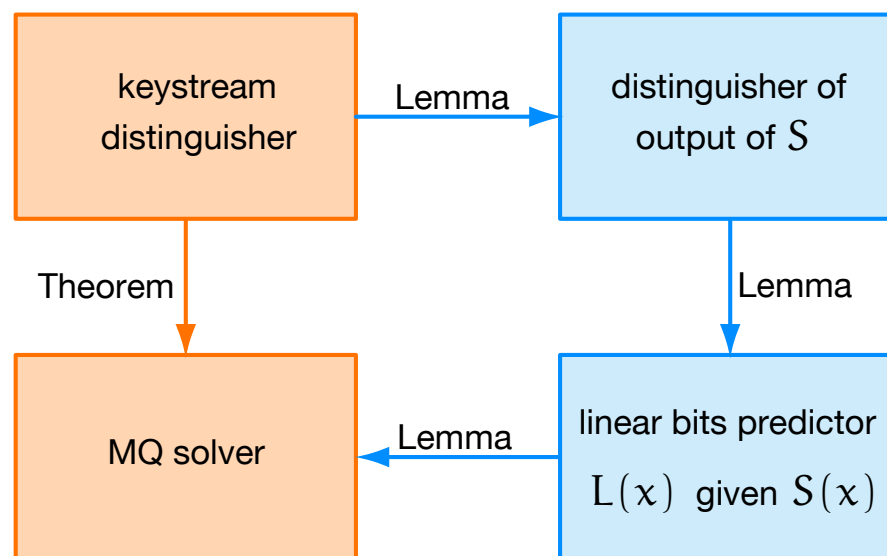 keystream
distinguisher
Lemma
distinguisher of
output of S
Theorem
Lemma
MQ solver
Lemma
linear bits predictor
L(x) given S(x)